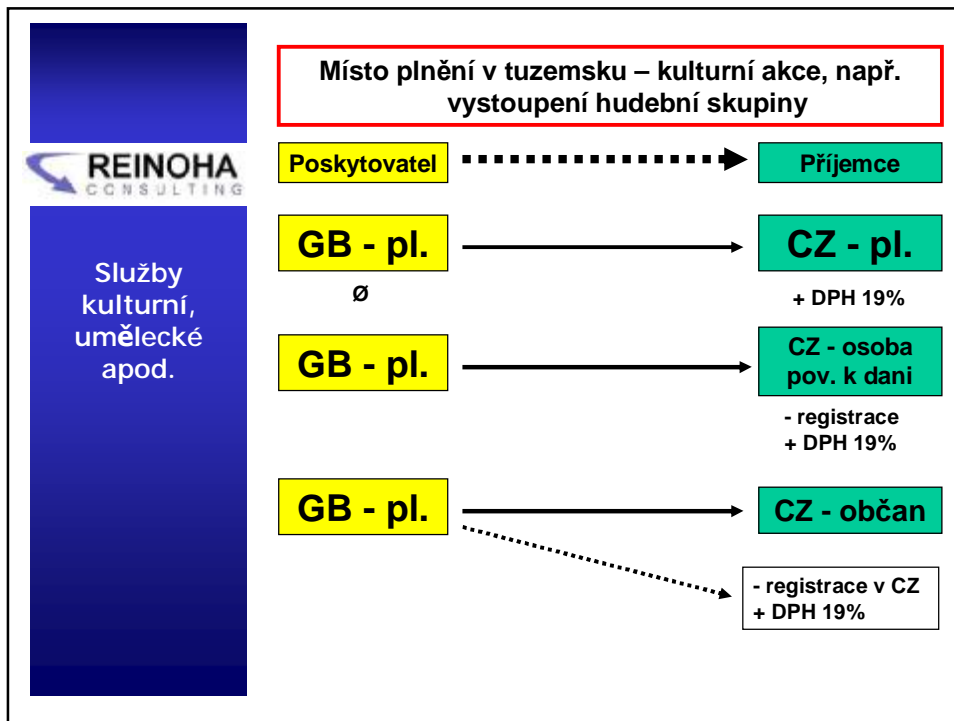 Místo plnění v tuzemsku – kulturní akce, např.
vystoupení hudební skupiny
REINOHA
CONSULTING
Služby
kulturní,
umělecké
apod.
Poskytovatel
Příjemce
GB - pl.
CZ - pl.
Ø
+ DPH 19%
GB - pl.
CZ - osoba
pov. k dani
- registrace
+ DPH 19%
GB - pl.
CZ - občan
- registrace v CZ
+ DPH 19%